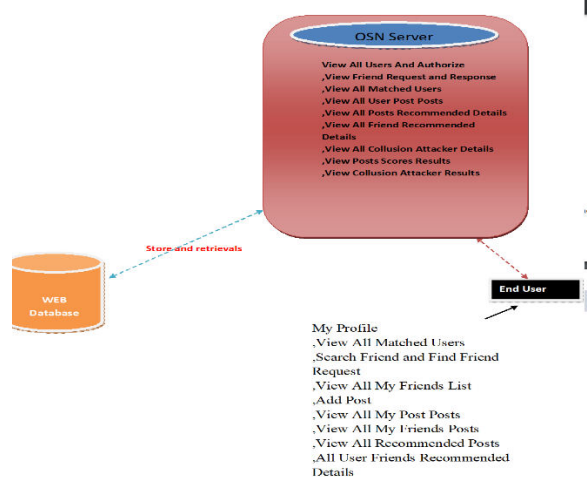 OSN Server
View All Users And Authorize
,View Friend Request and Response
,View All Matched Users
,View All User Post Posts
,View All Posts Recommended Details
,View All Friend Recommended
Details
,View All Collusion Attacker Details
,View Posts Scores Results
,View Collusion Attacker Results
Store and retrievals
WEB
Database
End User
My Profile
,View All Matched Users
,Search Friend and Find Friend
Request
,View All My Friends List
,Add Post
,View All My Post Posts
,View All My Friends Posts
,View All Recommended Posts
,All User Friends Recommended
Details